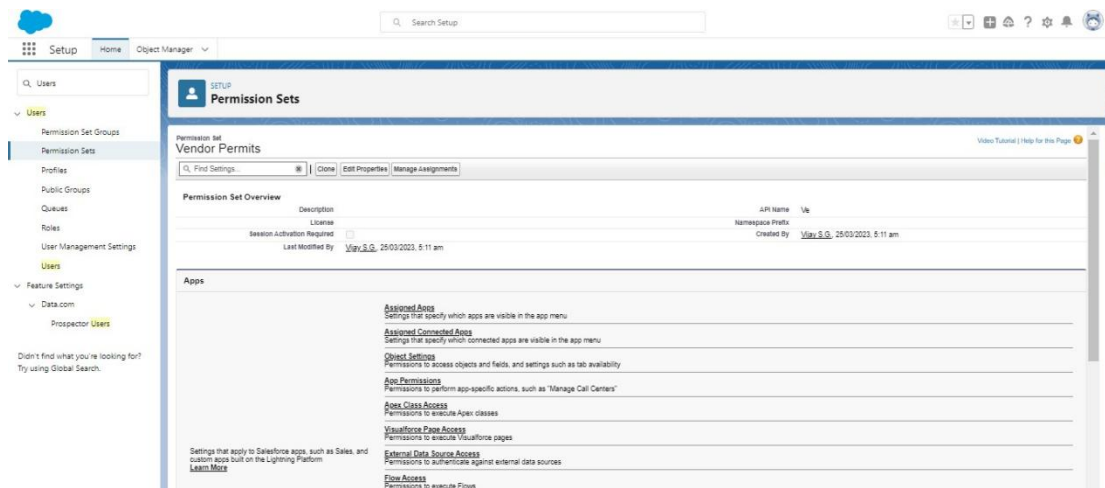 Search Setup
Setup
Home
Object Manager
Users
Users
Permission Set Groups
Permission Sets
Profiles
Public Groups
Queues
Roles
User Management Settings
Users
Feature Settings
Data.com
Prospector Users
Didn't find what you're looking for?
Try using Global Search.
SETUP
Permission Sets
Permission Set
Vendor Permits
Video Tutorial | Help for this Page
Find Settings...
Clone
Edit Properties
Manage Assignments
Permission Set Overview
Description
API Name Ve
License
Namespace Prefix
Session Activation Required
Created By Vijay S.G., 25/03/2023, 5:11 am
Last Modified By Vijay S.G., 25/03/2023, 5:11 am
Apps
Settings that apply to Salesforce apps, such as Sales, and
custom apps built on the Lightning Platform
Learn More
Assigned Apps
Settings that specify which apps are visible in the app menu
Assigned Connected Apps
Settings that specify which connected apps are visible in the app menu
Object Settings
Permissions to access objects and fields, and settings such as tab availability
App Permissions
Permissions to perform app-specific actions, such as "Manage Call Centers"
Apex Class Access
Permissions to execute Apex classes
Visualforce Page Access
Permissions to execute Visualforce pages
External Data Source Access
Permissions to authenticate against external data sources
Flow Access
Permissions to execute Flows